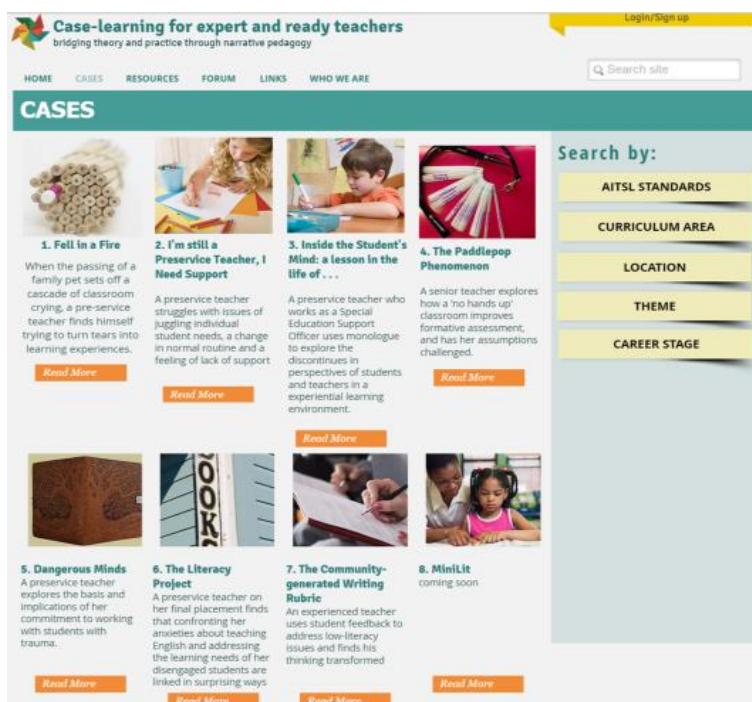 Case-learning for expert and ready teachers
bridging theory and practice through narrative pedagogy
Login/Sign up
Search site
HOME CASES RESOURCES FORUM LINKS WHO WE ARE
CASES
Search by:
AITSL STANDARDS
CURRICULUM AREA
LOCATION
THEME
CAREER STAGE
1. Fell in a Fire
When the passing of a
family pet sets off a
cascade of classroom
crying, a pre-service
teacher finds himself
trying to turn tears into
learning experiences.
Read More
2. I'm still a
Preservice Teacher, I
Need Support
A preservice teacher
struggles with issues of
juggling individual
student needs, a change
in normal routine and a
feeling of lack of support
Read More
3. Inside the Student's
Mind: a lesson in the
life of . . .
A preservice teacher who
works as a Special
Education Support
Officer uses monologue
to explore the
discontinues in
perspectives of students
and teachers in a
experiential learning
environment.
Read More
4. The Paddlepop
Phenomenon
A senior teacher explores
how a 'no hands up'
classroom improves
formative assessment,
and has her assumptions
challenged.
Read More
5. Dangerous Minds
A preservice teacher
explores the basis and
implications of her
commitment to working
with students with
trauma.
Read More
OOKS
6. The Literacy
Project
A preservice teacher on
her final placement finds
that confronting her
anxieties about teaching
English and addressing
the learning needs of her
disengaged students are
linked in surprising ways
Read More
7. The Community-
generated Writing
Rubric
An experienced teacher
uses student feedback to
address low-literacy
issues and finds his
thinking transformed
Read More
8. MiniLit
coming soon
Read More